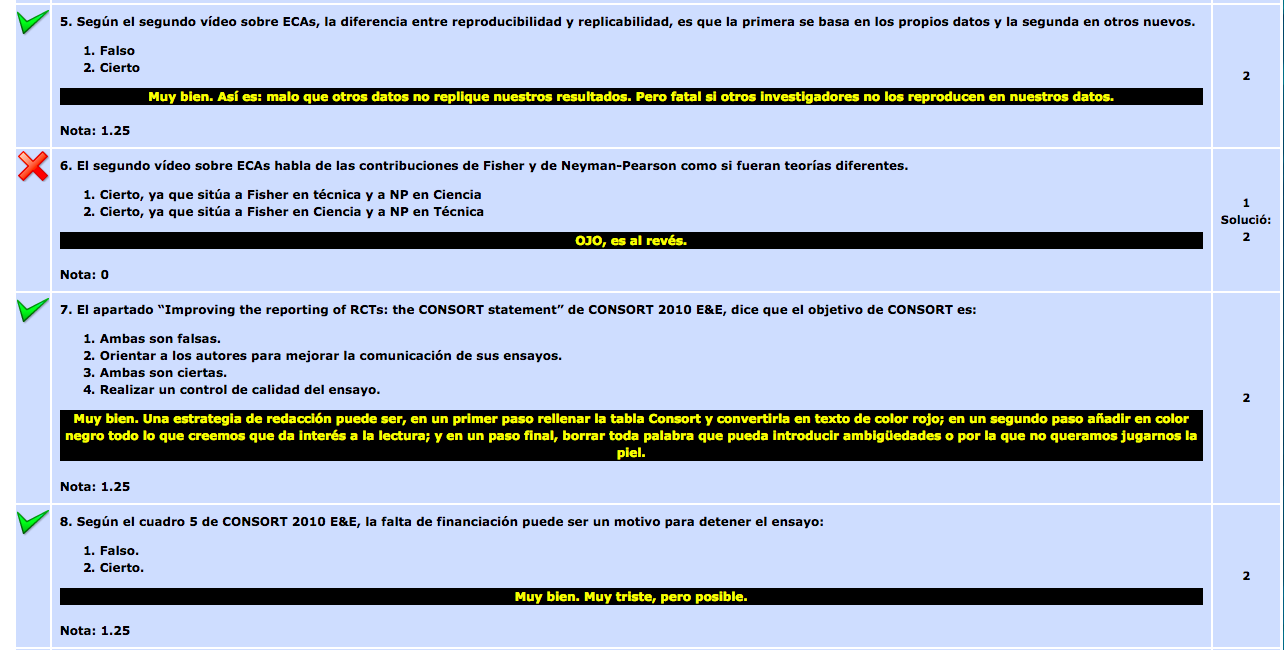 5. Según el segundo vídeo sobre ECAs, la diferencia entre reproducibilidad y replicabilidad, es que la primera se basa en los propios datos y la segunda en otros nuevos.
1. Falso
2. Cierto
2
Muy bien. Así es: malo que otros datos no replique nuestros resultados. Pero fatal si otros investigadores no los reproducen en nuestros datos.
Nota: 1.25
6. El segundo vídeo sobre ECAs habla de las contribuciones de Fisher y de Neyman-Pearson como si fueran teorías diferentes.
1. Cierto, ya que sitúa a Fisher en técnica y a NP en Ciencia
2. Cierto, ya que sitúa a Fisher en Ciencia y a NP en Técnica
1
Solució:
2
OJO, es al revés.
Nota: 0
7. El apartado “Improving the reporting of RCTs: the CONSORT statement” de CONSORT 2010 E&E, dice que el objetivo de CONSORT es:
1. Ambas son falsas.
2. Orientar a los autores para mejorar la comunicación de sus ensayos.
3. Ambas son ciertas.
4. Realizar un control de calidad del ensayo.
2
Muy bien. Una estrategia de redacción puede ser, en un primer paso rellenar la tabla Consort y convertirla en texto de color rojo; en un segundo paso añadir en color
negro todo lo que creemos que da interés a la lectura; y en un paso final, borrar toda palabra que pueda introducir ambigüedades o por la que no queramos jugarnos la
piel.
Nota: 1.25
8. Según el cuadro 5 de CONSORT 2010 E&E, la falta de financiación puede ser un motivo para detener el ensayo:
1. Falso.
2. Cierto.
2
Muy bien. Muy triste, pero posible.
Nota: 1.25